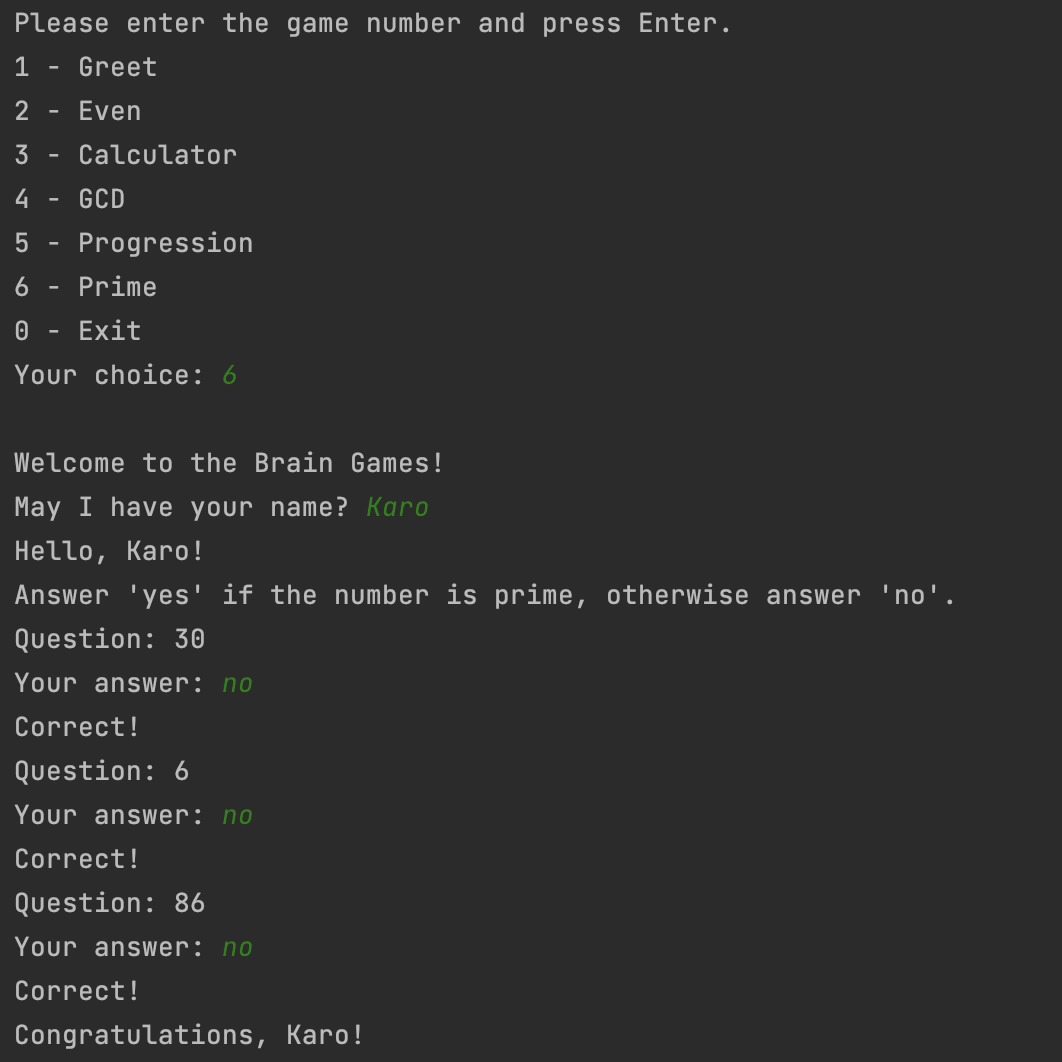 Please enter the game number and press Enter.
1 - Greet
2 - Even
3 - Calculator
4 - GCD
5 - Progression
6 - Prime
0 - Exit
Your choice: 6
Welcome to the Brain Games!
May I have your name? Karo
Hello, Karo!
Answer 'yes' if the number is prime, otherwise answer 'no'.
Question: 30
Your answer: no
Correct!
Question: 6
Your answer: no
Correct!
Question: 86
Your answer: no
Correct!
Congratulations, Karo!